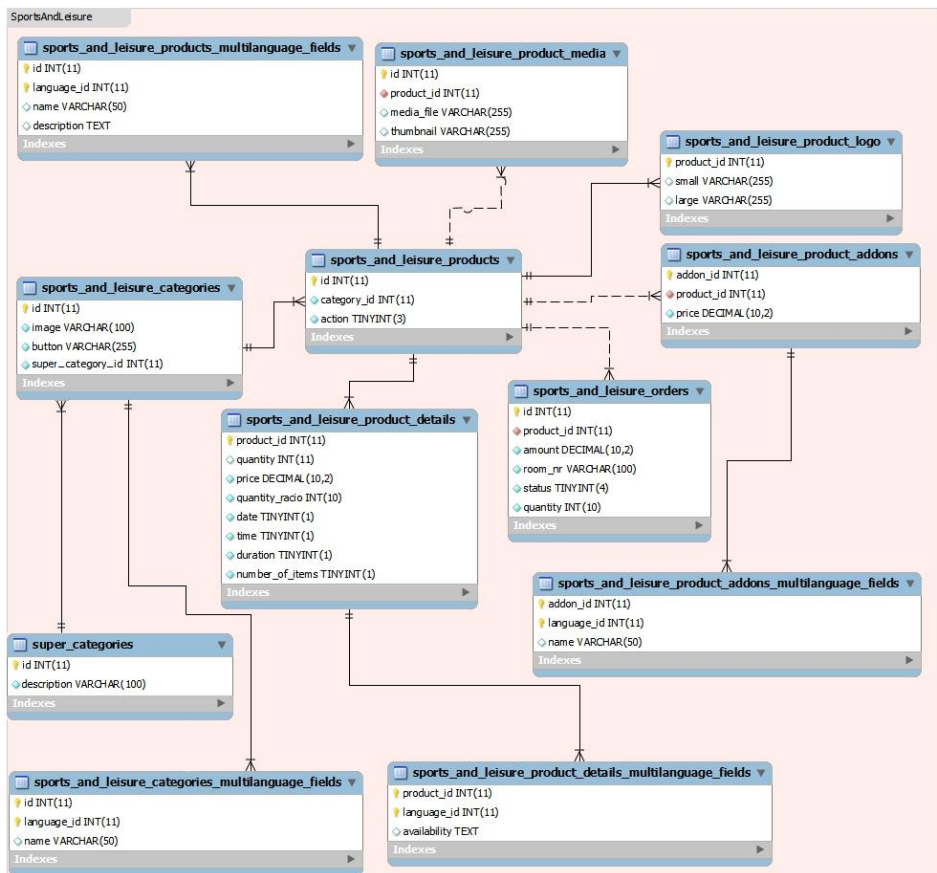 SportsAndLeisure
sports_and_leisure_products_multilanguage_fields
id INT(11)
language_id INT(11)
name VARCHAR(50)
description TEXT
Indexes
sports_and_leisure_product_media
id INT(11)
product_id INT(11)
media_file VARCHAR(255)
thumbnail VARCHAR(255)
Indexes
sports_and_leisure_product_logo
product_id INT(11)
small VARCHAR(255)
large VARCHAR(255)
Indexes
sports_and_leisure_products
id INT(11)
category_id INT(11)
action TINYINT(3)
Indexes
sports_and_leisure_product_addons
addon_id INT(11)
product_id INT(11)
price DECIMAL(10,2)
Indexes
sports_and_leisure_categories
id INT(11)
image VARCHAR(100)
button VARCHAR(255)
super_category_id INT(11)
Indexes
sports_and_leisure_product_details
product_id INT(11)
quantity INT(11)
price DECIMAL(10,2)
quantity_racio INT(10)
date TINYINT(1)
time TINYINT(1)
duration TINYINT(1)
number_of_items TINYINT(1)
Indexes
sports_and_leisure_orders
id INT(11)
product_id INT(11)
amount DECIMAL(10,2)
room_nr VARCHAR(100)
status TINYINT(4)
quantity INT(10)
Indexes
sports_and_leisure_product_addons_multilanguage_fields
addon_id INT(11)
language_id INT(11)
name VARCHAR(50)
Indexes
super_categories
id INT(11)
description VARCHAR(100)
Indexes
sports_and_leisure_categories_multilanguage_fields
id INT(11)
language_id INT(11)
name VARCHAR(50)
Indexes
sports_and_leisure_product_details_multilanguage_fields
product_id INT(11)
language_id INT(11)
availability TEXT
Indexes